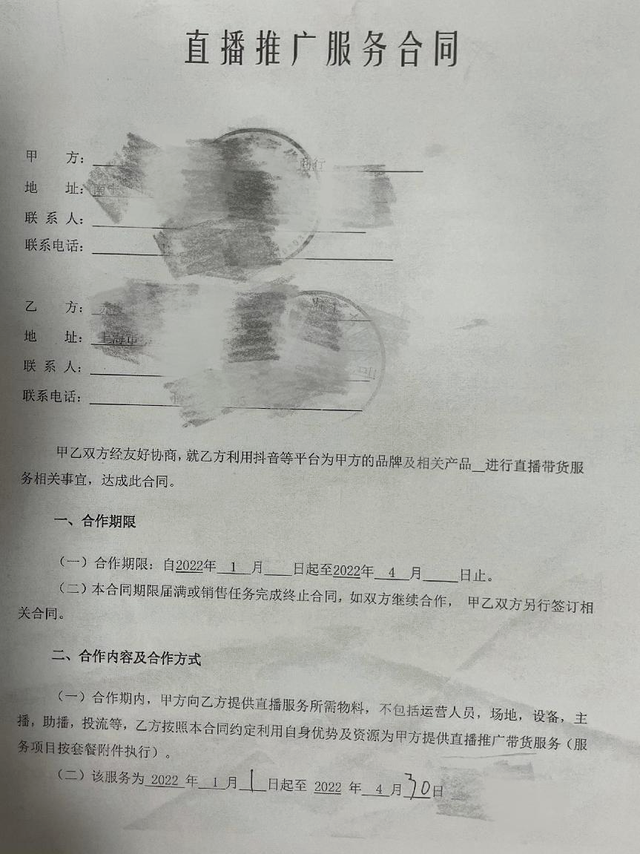 直播推广服务合同
甲 方：
地 址：
联 系 人：
联系电话：
乙 方：
地 址：上海市
联 系 人：
联系电话：
甲乙双方经友好协商，就乙方利用抖音等平台为甲方的品牌及相关产品__进行直播带货服
务相关事宜，达成此合同。
一、合作期限
（一）合作期限：自2022年 1 月____日起至2022年 4 月____日止。
（二）本合同期限届满或销售任务完成终止合同，如双方继续合作， 甲乙双方另行签订相
关合同。
二、合作内容及合作方式
（一）合作期内，甲方向乙方提供直播服务所需物料，不包括运营人员，场地，设备，主
播，助播，投流等，乙方按照本合同约定利用自身优势及资源为甲方提供直播推广带货服务（服
务项目按套餐附件执行）。
（二）该服务为 2022 年 1 月 1 日起至 2022 年 4 月 30 日